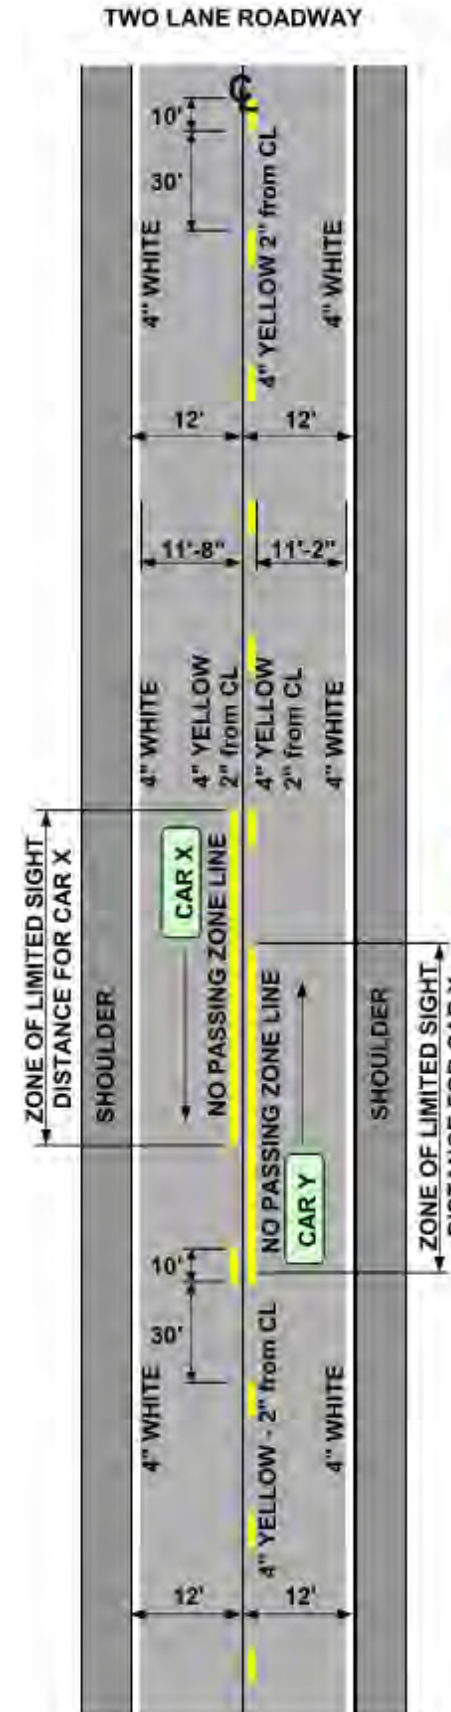 TWO LANE ROADWAY
℄
10'
30'
4" WHITE
4" YELLOW 2" from CL
4" WHITE
12'
12'
11'-8"
11'-2"
4" WHITE
4" YELLOW
2" from CL
4" YELLOW
2" from CL
4" WHITE
ZONE OF LIMITED SIGHT
DISTANCE FOR CAR X
SHOULDER
CAR X
NO PASSING ZONE LINE
NO PASSING ZONE LINE
CAR Y
SHOULDER
ZONE OF LIMITED SIGHT
10'
30'
4" WHITE
4" YELLOW - 2" from CL
4" WHITE
12'
12'